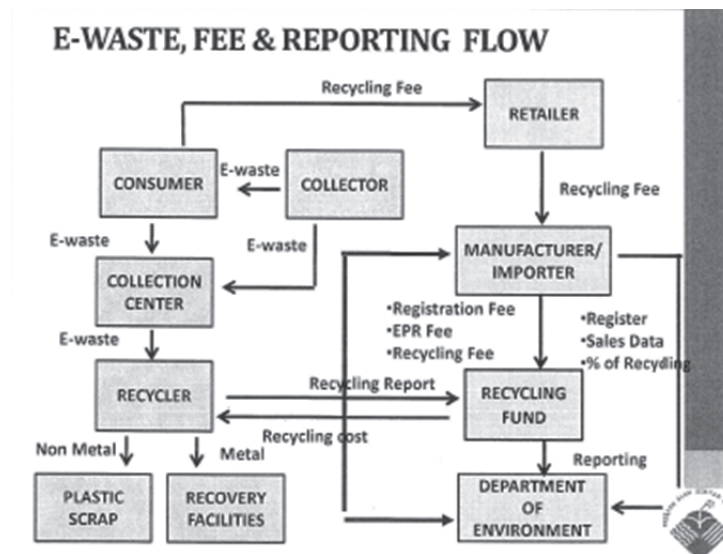 E-WASTE, FEE & REPORTING FLOW
Recycling Fee
RETAILER
CONSUMER
E-waste
COLLECTOR
Recycling Fee
E-waste
E-waste
MANUFACTURER/
IMPORTER
COLLECTION
CENTER
•Registration Fee
•EPR Fee
•Recycling Fee
•Register
•Sales Data
•% of Recycling
E-waste
RECYCLER
Recycling Report
RECYCLING
FUND
Recycling cost
Non Metal
Metal
Reporting
PLASTIC
SCRAP
RECOVERY
FACILITIES
DEPARTMENT
OF
ENVIRONMENT